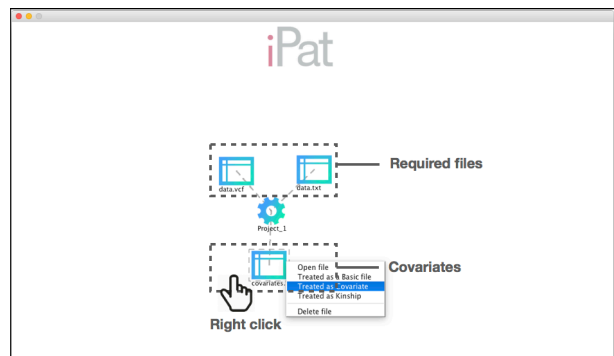 iPat
Required files
data.vcf
data.txt
Project_1
Open file
Treated as a Basic file
Treated as Covariate
Treated as Kinship
Delete file
covariates.
Covariates
Right click